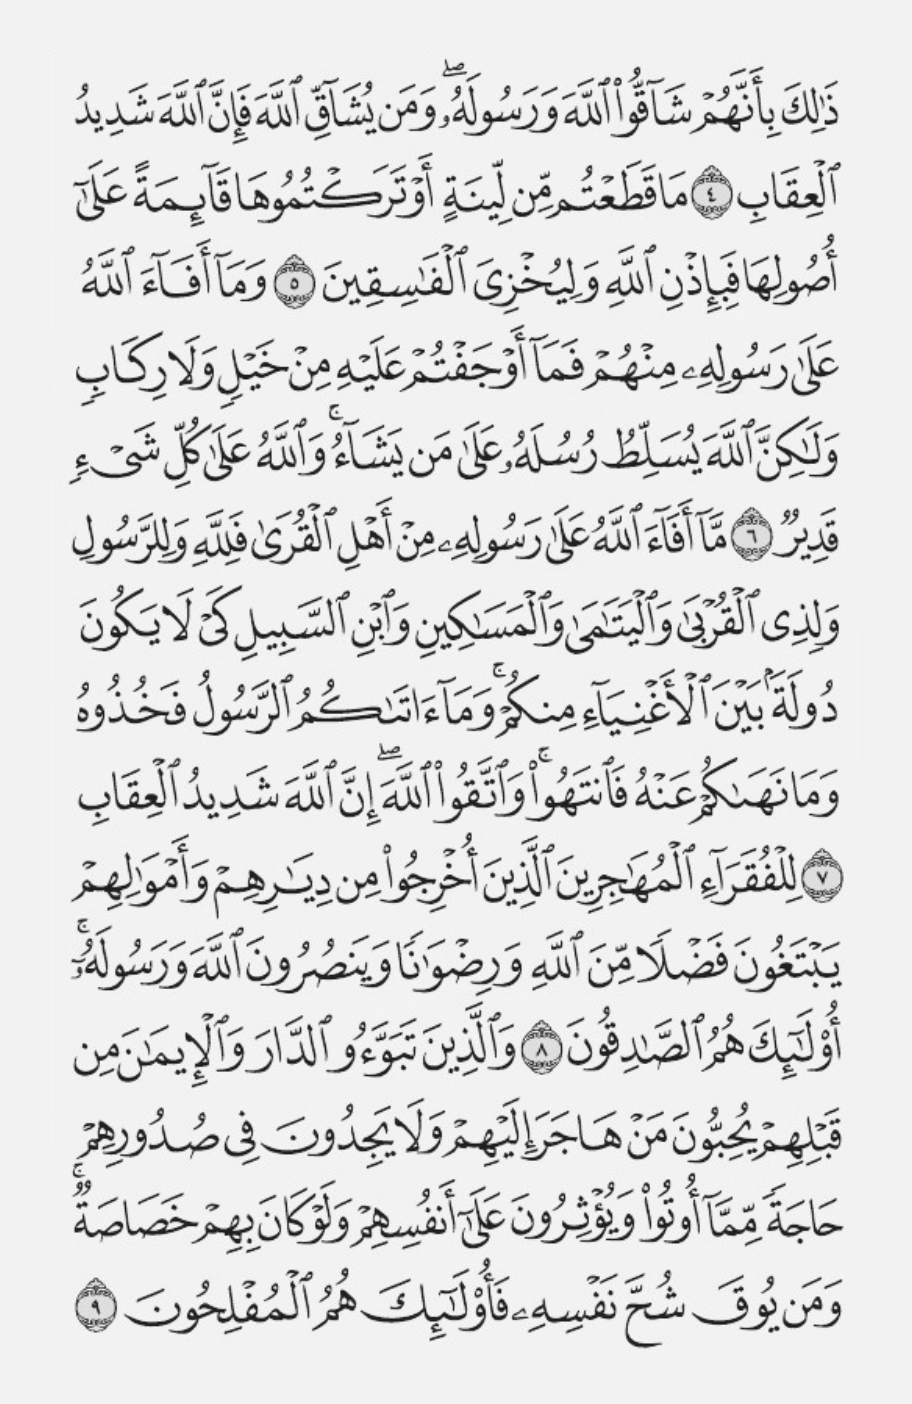 ذَٰلِكَ بِأَنَّهُمْ شَآقُّوا۟ ٱللَّهَ وَرَسُولَهُۥ ۖ وَمَن يُشَآقِّ ٱللَّهَ فَإِنَّ ٱللَّهَ شَدِيدُ
ٱلْعِقَابِ ٤ مَا قَطَعْتُم مِّن لِّينَةٍ أَوْ تَرَكْتُمُوهَا قَآئِمَةً عَلَىٰٓ
أُصُولِهَا فَبِإِذْنِ ٱللَّهِ وَلِيُخْزِىَ ٱلْفَـٰسِقِينَ ٥ وَمَآ أَفَآءَ ٱللَّهُ
عَلَىٰ رَسُولِهِۦ مِنْهُمْ فَمَآ أَوْجَفْتُمْ عَلَيْهِ مِنْ خَيْلٍ وَلَا رِكَابٍ
وَلَـٰكِنَّ ٱللَّهَ يُسَلِّطُ رُسُلَهُۥ عَلَىٰ مَن يَشَآءُ ۚ وَٱللَّهُ عَلَىٰ كُلِّ شَىْءٍ
قَدِيرٌ ٦ مَّآ أَفَآءَ ٱللَّهُ عَلَىٰ رَسُولِهِۦ مِنْ أَهْلِ ٱلْقُرَىٰ فَلِلَّهِ وَلِلرَّسُولِ
وَلِذِى ٱلْقُرْبَىٰ وَٱلْيَتَـٰمَىٰ وَٱلْمَسَـٰكِينِ وَٱبْنِ ٱلسَّبِيلِ كَىْ لَا يَكُونَ
دُولَةًۢ بَيْنَ ٱلْأَغْنِيَآءِ مِنكُمْ ۚ وَمَآ ءَاتَىٰكُمُ ٱلرَّسُولُ فَخُذُوهُ
وَمَا نَهَىٰكُمْ عَنْهُ فَٱنتَهُوا۟ ۚ وَٱتَّقُوا۟ ٱللَّهَ ۖ إِنَّ ٱللَّهَ شَدِيدُ ٱلْعِقَابِ
٧ لِلْفُقَرَآءِ ٱلْمُهَـٰجِرِينَ ٱلَّذِينَ أُخْرِجُوا۟ مِن دِيَـٰرِهِمْ وَأَمْوَٰلِهِمْ
يَبْتَغُونَ فَضْلًا مِّنَ ٱللَّهِ وَرِضْوَٰنًا وَيَنصُرُونَ ٱللَّهَ وَرَسُولَهُۥٓ ۚ
أُو۟لَـٰٓئِكَ هُمُ ٱلصَّـٰدِقُونَ ٨ وَٱلَّذِينَ تَبَوَّءُو ٱلدَّارَ وَٱلْإِيمَـٰنَ مِن
قَبْلِهِمْ يُحِبُّونَ مَنْ هَاجَرَ إِلَيْهِمْ وَلَا يَجِدُونَ فِى صُدُورِهِمْ
حَاجَةً مِّمَّآ أُوتُوا۟ وَيُؤْثِرُونَ عَلَىٰٓ أَنفُسِهِمْ وَلَوْ كَانَ بِهِمْ خَصَاصَةٌ ۚ
وَمَن يُوقَ شُحَّ نَفْسِهِۦ فَأُو۟لَـٰٓئِكَ هُمُ ٱلْمُفْلِحُونَ ٩